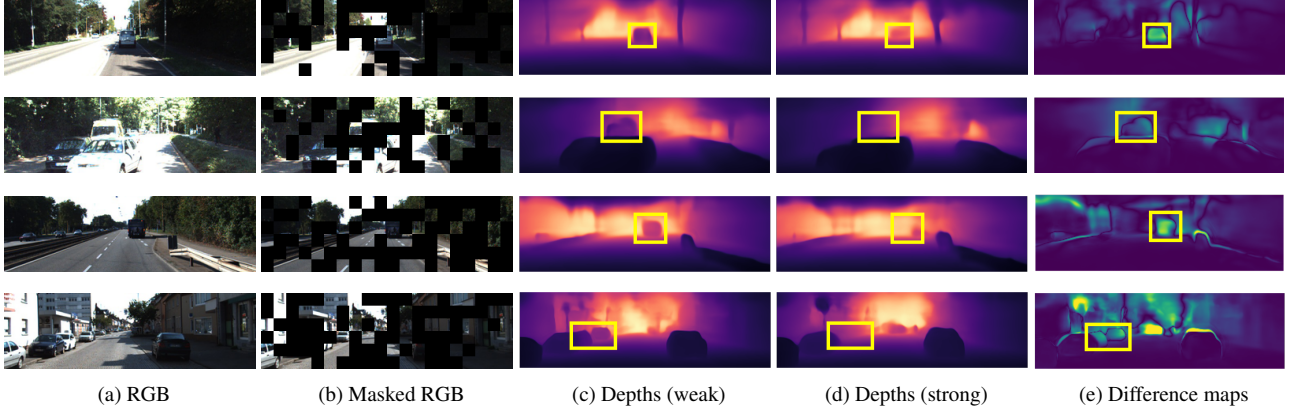 (a) RGB
(b) Masked RGB
(c) Depths (weak)
(d) Depths (strong)
(e) Difference maps